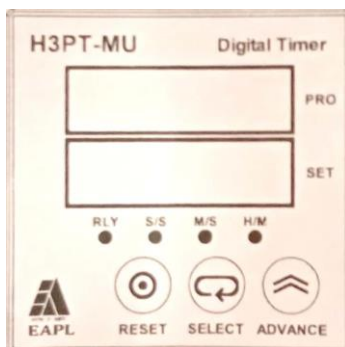 H3PT-MU Digital Timer
PRO
SET
RLY S/S M/S H/M
EAPL RESET SELECT ADVANCE